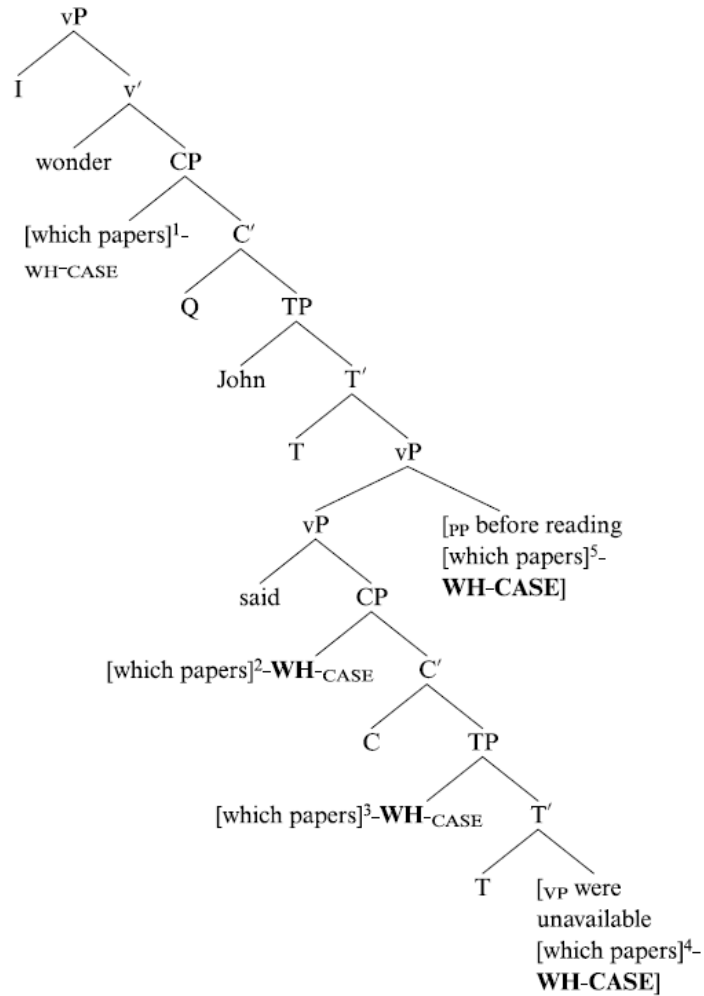 vP
I v′
wonder CP
[which papers]¹- C′
WH-CASE
Q TP
John T′
T vP
vP [PP before reading
[which papers]⁵-
WH-CASE]
said CP
[which papers]²-WH-CASE C′
C TP
[which papers]³-WH-CASE T′
T [VP were
unavailable
[which papers]⁴-
WH-CASE]